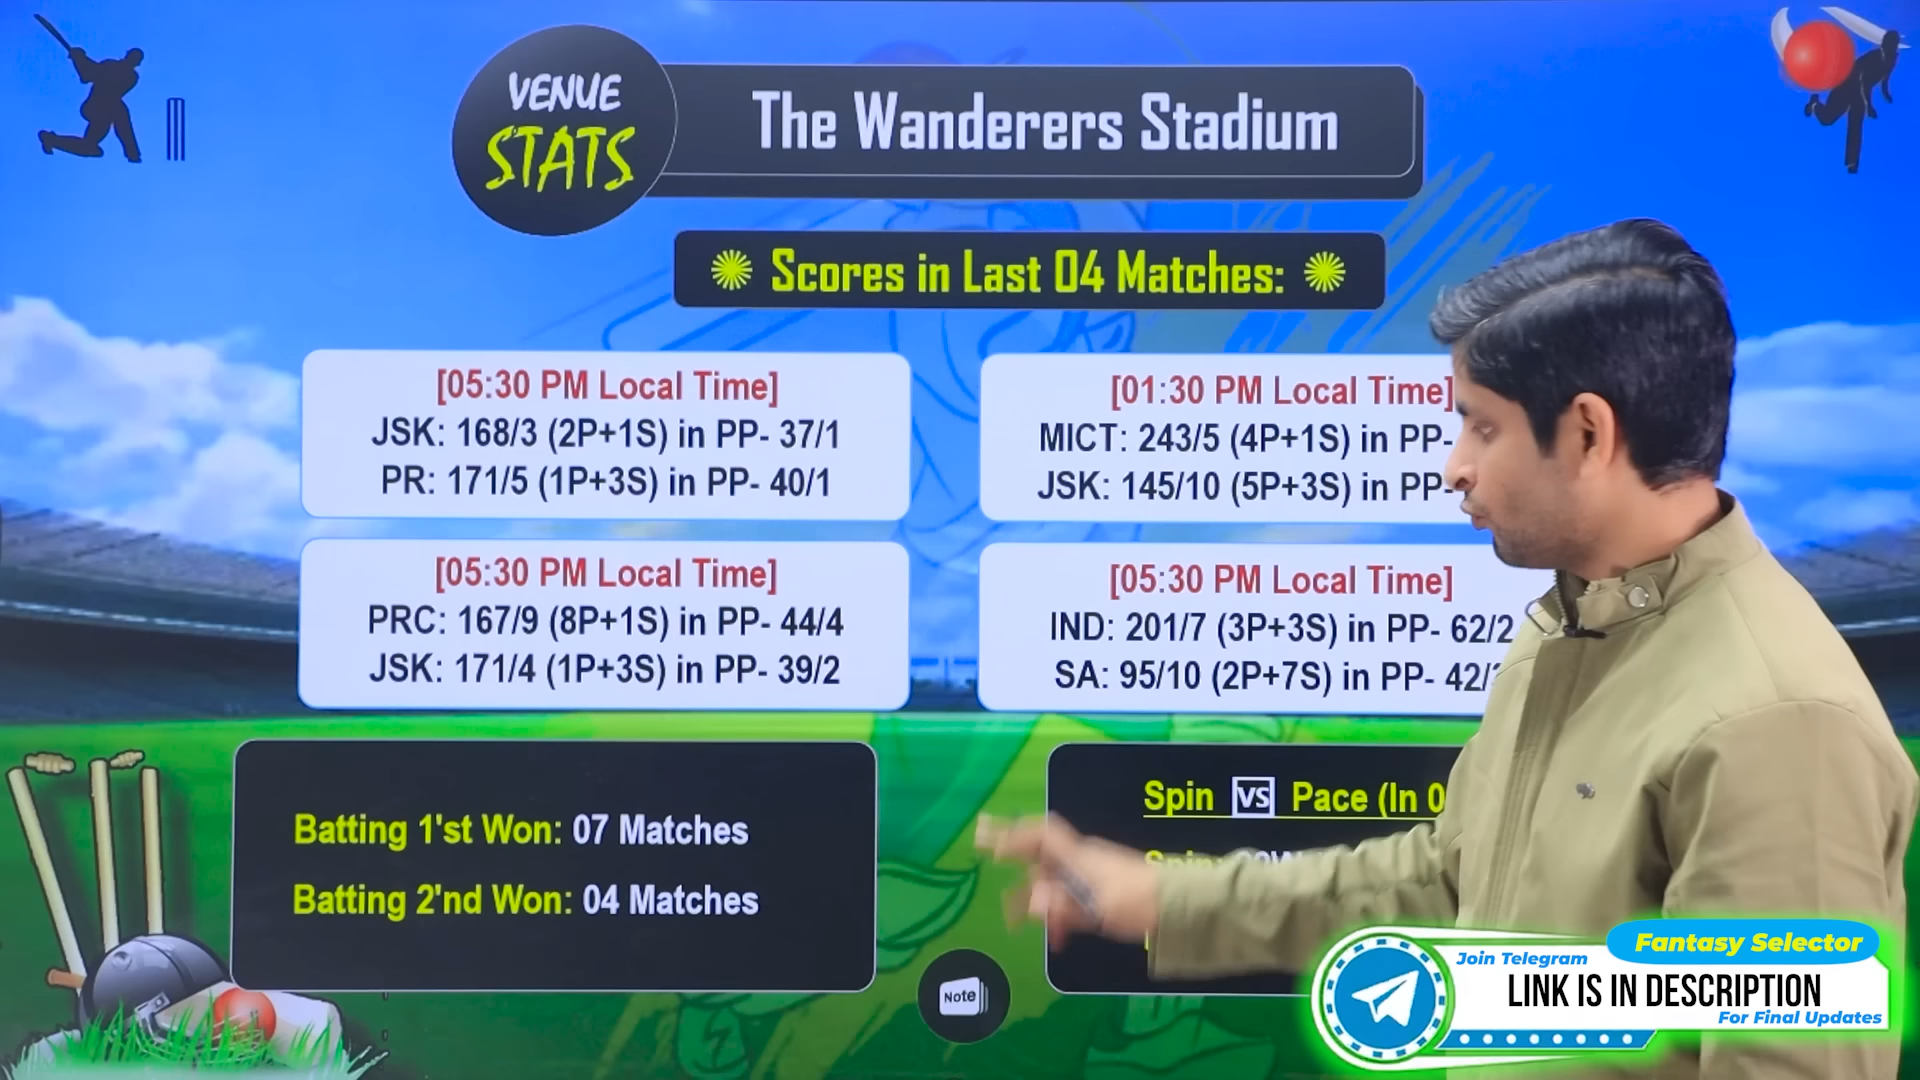 VENUE
STATS
The Wanderers Stadium
Scores in Last 04 Matches:
[05:30 PM Local Time]
JSK: 168/3 (2P+1S) in PP- 37/1
PR: 171/5 (1P+3S) in PP- 40/1
[01:30 PM Local Time]
MICT: 243/5 (4P+1S) in PP-
JSK: 145/10 (5P+3S) in PP-
[05:30 PM Local Time]
PRC: 167/9 (8P+1S) in PP- 44/4
JSK: 171/4 (1P+3S) in PP- 39/2
[05:30 PM Local Time]
IND: 201/7 (3P+3S) in PP- 62/2
SA: 95/10 (2P+7S) in PP- 42/
Batting 1'st Won: 07 Matches
Batting 2'nd Won: 04 Matches
Spin VS Pace (In 0
Note
Fantasy Selector
Join Telegram
LINK IS IN DESCRIPTION
For Final Updates